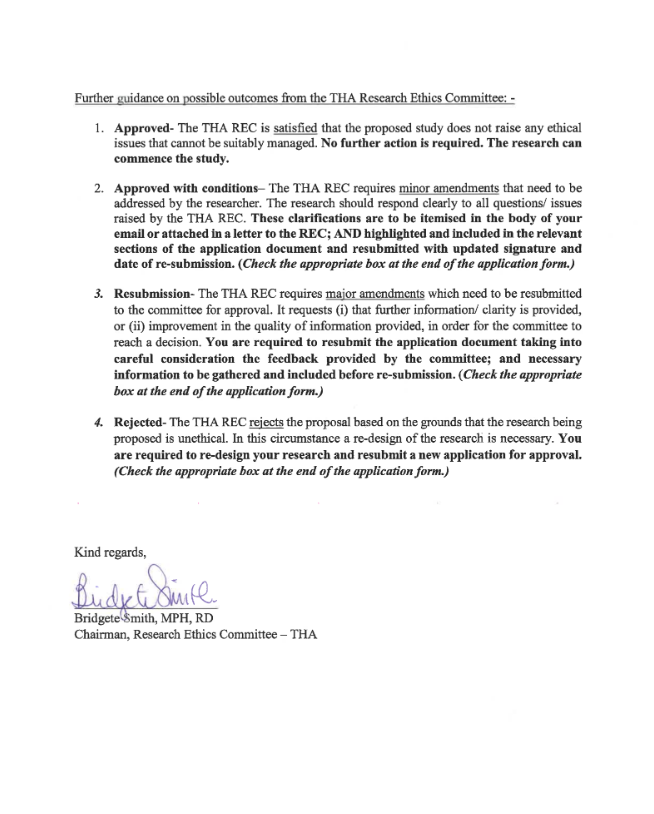 Further guidance on possible outcomes from the THA Research Ethics Committee: -
1. Approved- The THA REC is satisfied that the proposed study does not raise any ethical
issues that cannot be suitably managed. No further action is required. The research can
commence the study.
2. Approved with conditions– The THA REC requires minor amendments that need to be
addressed by the researcher. The research should respond clearly to all questions/ issues
raised by the THA REC. These clarifications are to be itemised in the body of your
email or attached in a letter to the REC; AND highlighted and included in the relevant
sections of the application document and resubmitted with updated signature and
date of re-submission. (Check the appropriate box at the end of the application form.)
3. Resubmission- The THA REC requires major amendments which need to be resubmitted
to the committee for approval. It requests (i) that further information/ clarity is provided,
or (ii) improvement in the quality of information provided, in order for the committee to
reach a decision. You are required to resubmit the application document taking into
careful consideration the feedback provided by the committee; and necessary
information to be gathered and included before re-submission. (Check the appropriate
box at the end of the application form.)
4. Rejected- The THA REC rejects the proposal based on the grounds that the research being
proposed is unethical. In this circumstance a re-design of the research is necessary. You
are required to re-design your research and resubmit a new application for approval.
(Check the appropriate box at the end of the application form.)
Kind regards,
Bridgete Smith
Bridgete Smith, MPH, RD
Chairman, Research Ethics Committee – THA